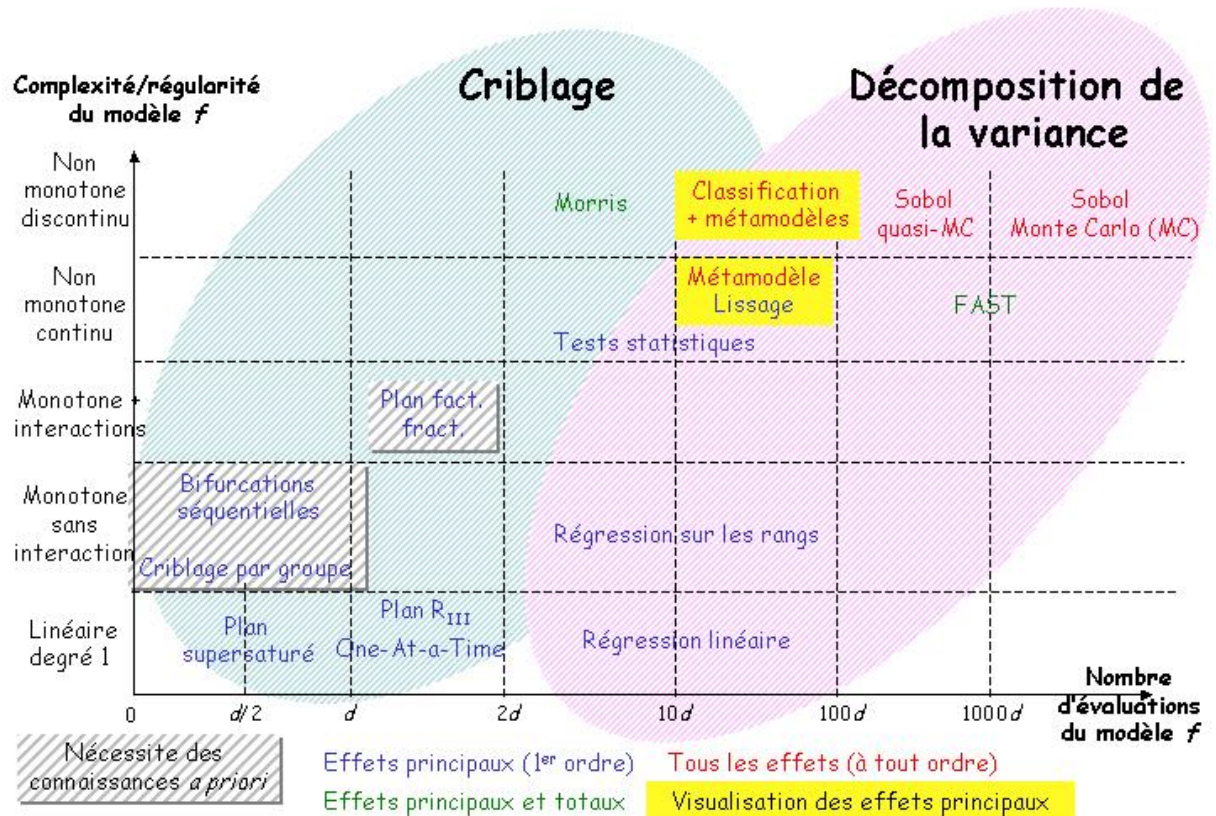 Complexité/régularité
du modèle f
Criblage
Décomposition de
la variance
Non
monotone
discontinu
Morris
Classification
+ métamodèles
Sobol
quasi-MC
Sobol
Monte Carlo (MC)
Non
monotone
continu
Métamodèle
Lissage
FAST
Tests statistiques
Monotone +
interactions
Plan fact.
fract.
Monotone
sans
interaction
Bifurcations
séquentielles
Criblage par groupe
Régression sur les rangs
Linéaire
degré 1
Plan
supersaturé
Plan RIII
One-At-a-Time
Régression linéaire
0
d/2
d
2d
10d
100d
1000d
Nombre
d'évaluations
du modèle f
Nécessite des
connaissances a priori
Effets principaux (1er ordre)
Tous les effets (à tout ordre)
Effets principaux et totaux
Visualisation des effets principaux